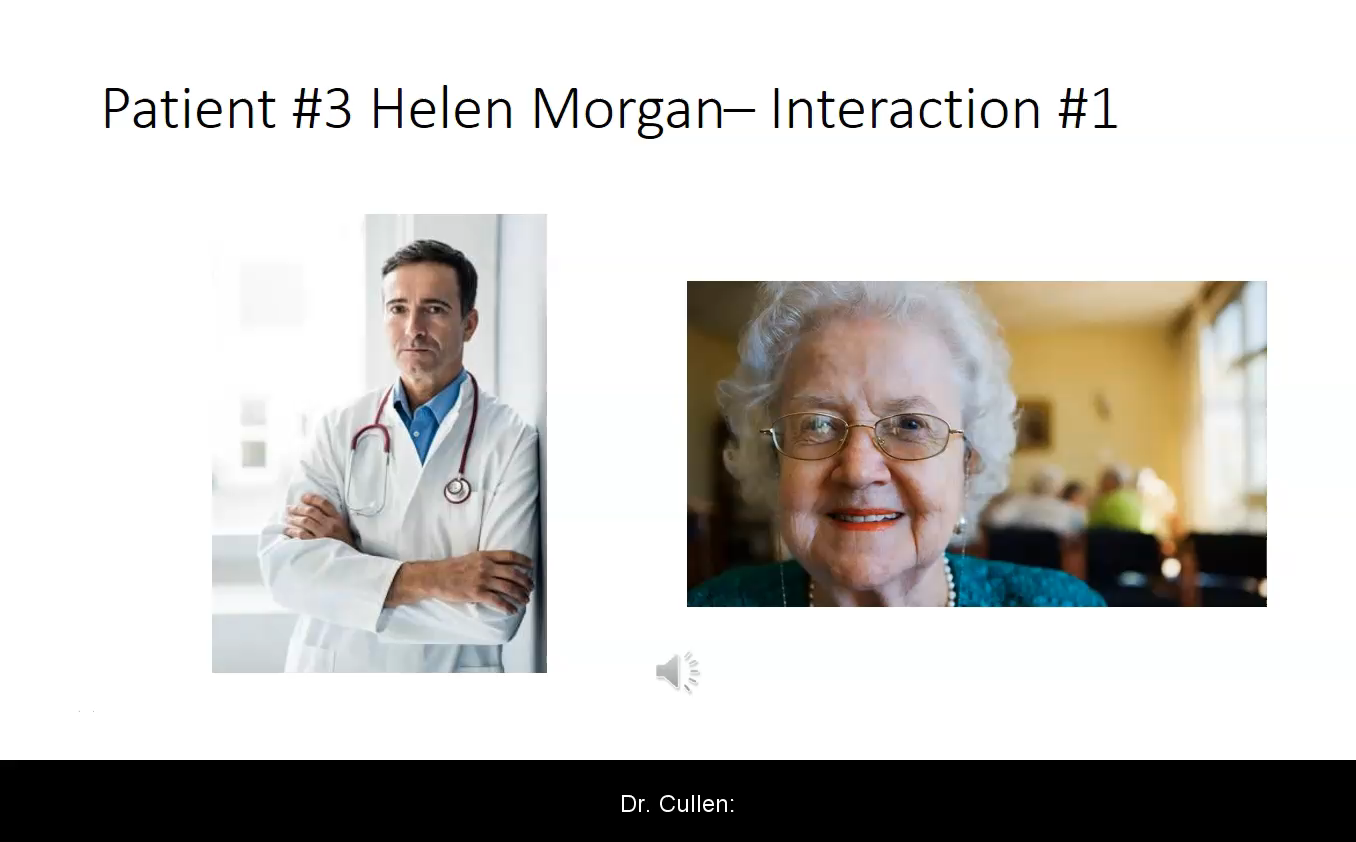 Patient #3 Helen Morgan– Interaction #1
Dr. Cullen: